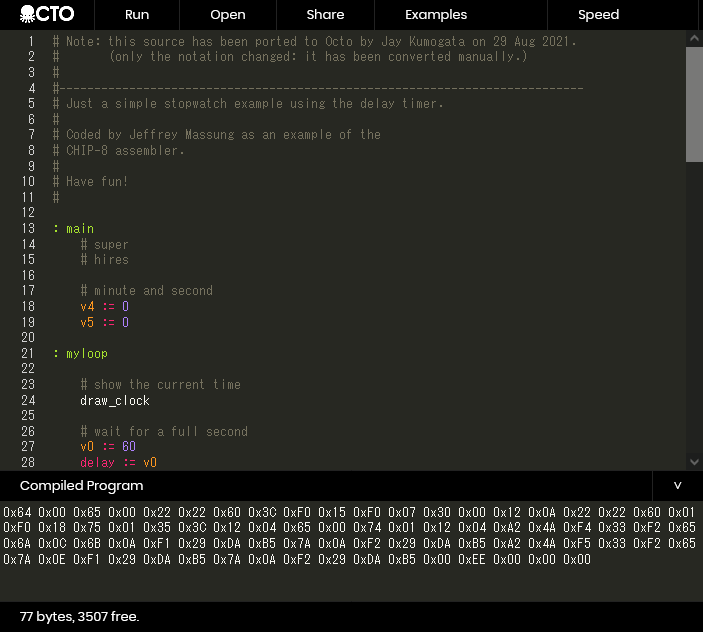 OCTO Run Open Share Examples Speed
1 # Note: this source has been ported to Octo by Jay Kumogata on 29 Aug 2021.
2 #       (only the notation changed: it has been converted manually.)
3 #
4 #---------------------------------------------------------------------------
5 # Just a simple stopwatch example using the delay timer.
6 #
7 # Coded by Jeffrey Massung as an example of the
8 # CHIP-8 assembler.
9 #
10 # Have fun!
11 #
12
13 : main
14     # super
15     # hires
16
17     # minute and second
18     v4 := 0
19     v5 := 0
20
21 : myloop
22
23     # show the current time
24     draw_clock
25
26     # wait for a full second
27     v0 := 60
28     delay := v0
Compiled Program v
0x64 0x00 0x65 0x00 0x22 0x22 0x60 0x3C 0xF0 0x15 0xF0 0x07 0x30 0x00 0x12 0x0A 0x22 0x22 0x60 0x01
0xF0 0x18 0x75 0x01 0x35 0x3C 0x12 0x04 0x65 0x00 0x74 0x01 0x12 0x04 0xA2 0x4A 0xF4 0x33 0xF2 0x65
0x6A 0x0C 0x6B 0x0A 0xF1 0x29 0xDA 0xB5 0x7A 0x0A 0xF2 0x29 0xDA 0xB5 0xA2 0x4A 0xF5 0x33 0xF2 0x65
0x7A 0x0E 0xF1 0x29 0xDA 0xB5 0x7A 0x0A 0xF2 0x29 0xDA 0xB5 0x00 0xEE 0x00 0x00 0x00
77 bytes, 3507 free.